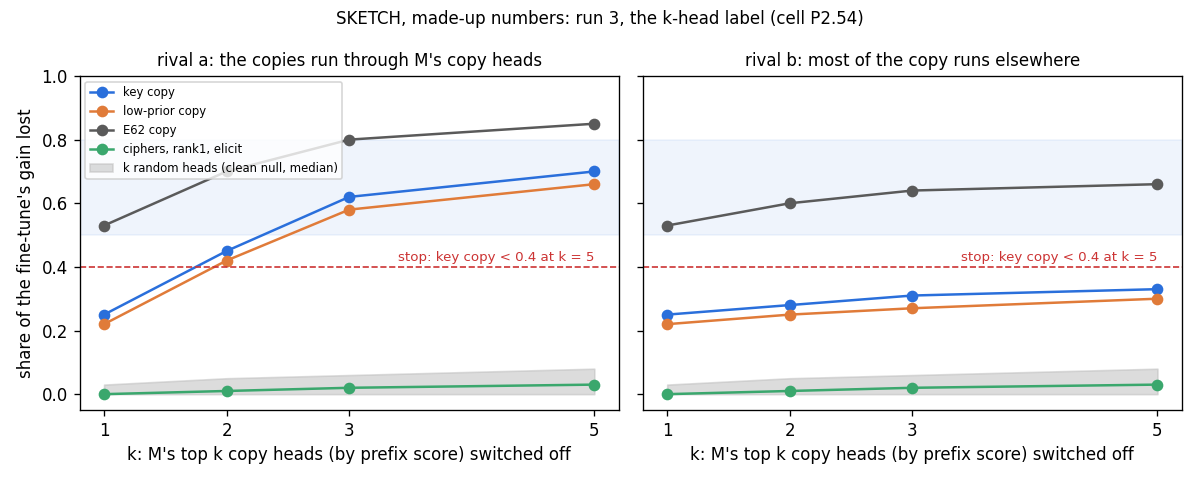 SKETCH, made-up numbers: run 3, the k-head label (cell P2.54)
rival a: the copies run through M's copy heads
share of the fine-tune's gain lost
1.0
0.8
0.6
0.4
0.2
0.0
key copy
low-prior copy
E62 copy
ciphers, rank1, elicit
k random heads (clean null, median)
stop: key copy < 0.4 at k = 5
1 2 3 5
k: M's top k copy heads (by prefix score) switched off
rival b: most of the copy runs elsewhere
stop: key copy < 0.4 at k = 5
1 2 3 5
k: M's top k copy heads (by prefix score) switched off